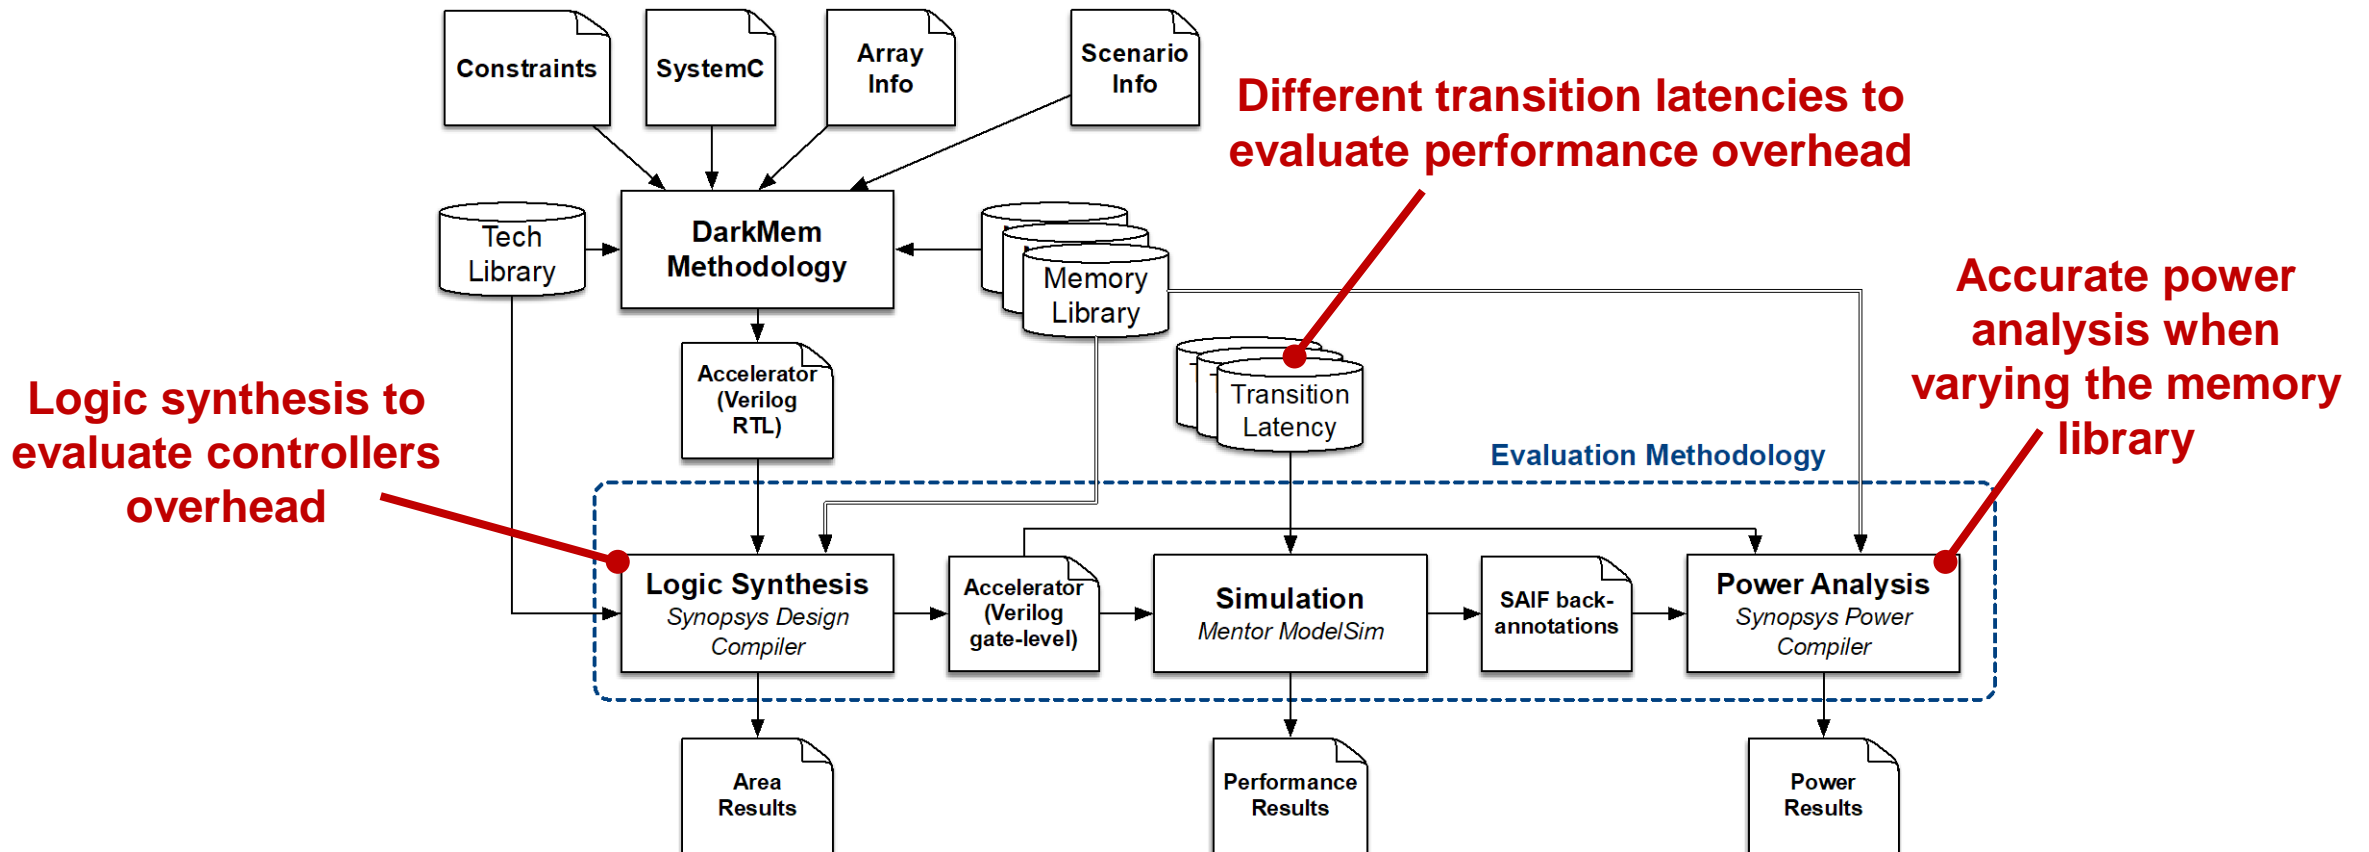 Constraints
SystemC
Array
Info
Scenario
Info
Different transition latencies to
evaluate performance overhead
Tech
Library
DarkMem
Methodology
Memory
Library
Accurate power
analysis when
varying the memory
library
Accelerator
(Verilog
RTL)
Transition
Latency
Logic synthesis to
evaluate controllers
overhead
Evaluation Methodology
Logic Synthesis
Synopsys Design
Compiler
Accelerator
(Verilog
gate-level)
Simulation
Mentor ModelSim
SAIF back-
annotations
Power Analysis
Synopsys Power
Compiler
Area
Results
Performance
Results
Power
Results